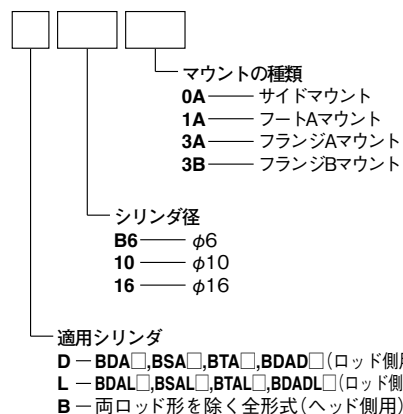 マウントの種類
0A —— サイドマウント
1A —— フートAマウント
3A —— フランジAマウント
3B —— フランジBマウント
シリンダ径
B6 —— φ6
10 —— φ10
16 —— φ16
適用シリンダ
D — BDA□,BSA□,BTA□,BDAD□(ロッド側
L — BDAL□,BSAL□,BTAL□,BDADL□(ロッド側
B — 両ロッド形を除く全形式(ヘッド側用)